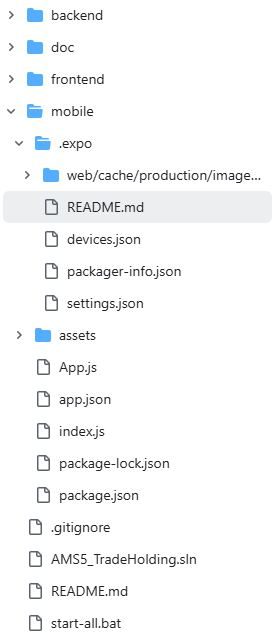 backend
doc
frontend
mobile
.expo
web/cache/production/image...
README.md
devices.json
packager-info.json
settings.json
assets
App.js
app.json
index.js
package-lock.json
package.json
.gitignore
AMS5_TradeHolding.sln
README.md
start-all.bat